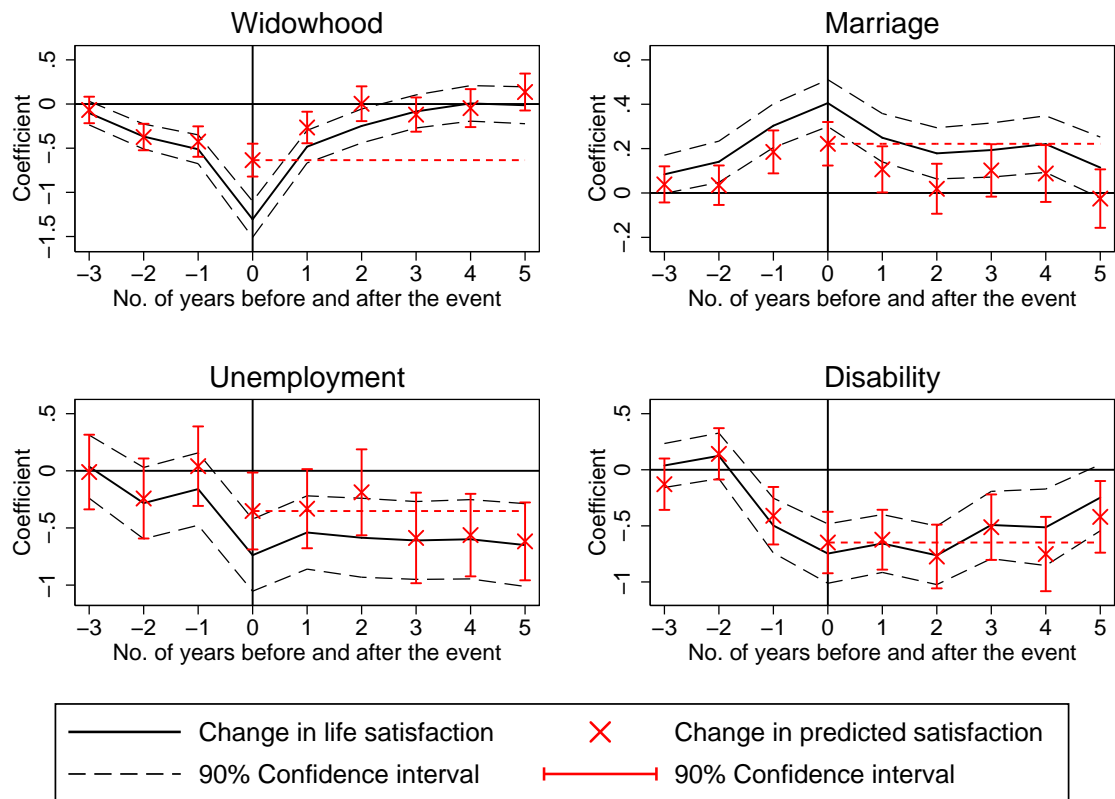 Widowhood
Coefficient
.5
0
−.5
−1
−1.5
−3 −2 −1 0 1 2 3 4 5
No. of years before and after the event
Marriage
Coefficient
.6
.4
.2
0
−.2
−3 −2 −1 0 1 2 3 4 5
No. of years before and after the event
Unemployment
Coefficient
.5
0
−.5
−1
−3 −2 −1 0 1 2 3 4 5
No. of years before and after the event
Disability
Coefficient
.5
0
−.5
−1
−3 −2 −1 0 1 2 3 4 5
No. of years before and after the event
Change in life satisfaction
Change in predicted satisfaction
90% Confidence interval
90% Confidence interval